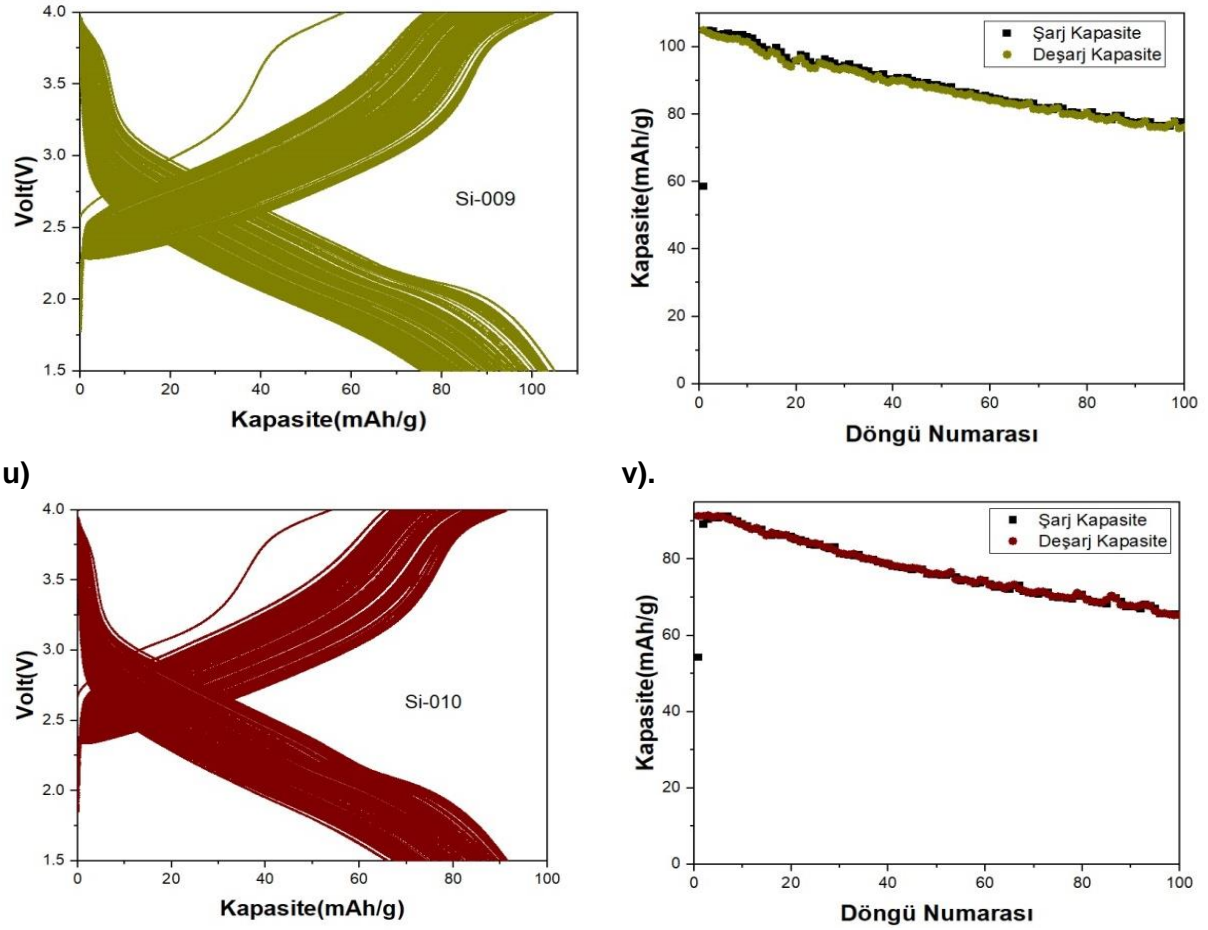 4.0
3.5
3.0
2.5
2.0
1.5
Volt(V)
Si-009
0 20 40 60 80 100
Kapasite(mAh/g)
100
80
60
40
20
0
Kapasite(mAh/g)
Şarj Kapasite
Deşarj Kapasite
0 20 40 60 80 100
Döngü Numarası
u)
v).
4.0
3.5
3.0
2.5
2.0
1.5
Volt(V)
Si-010
0 20 40 60 80 100
Kapasite(mAh/g)
80
60
40
20
0
Kapasite(mAh/g)
Şarj Kapasite
Deşarj Kapasite
0 20 40 60 80 100
Döngü Numarası